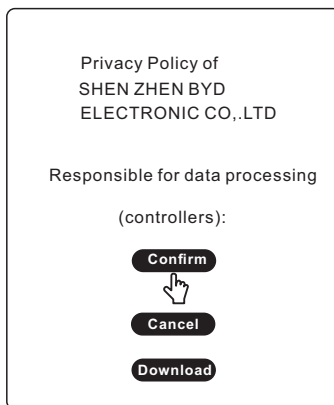 Privacy Policy of
SHEN ZHEN BYD
ELECTRONIC CO,.LTD
Responsible for data processing
(controllers):
Confirm
Cancel
Download